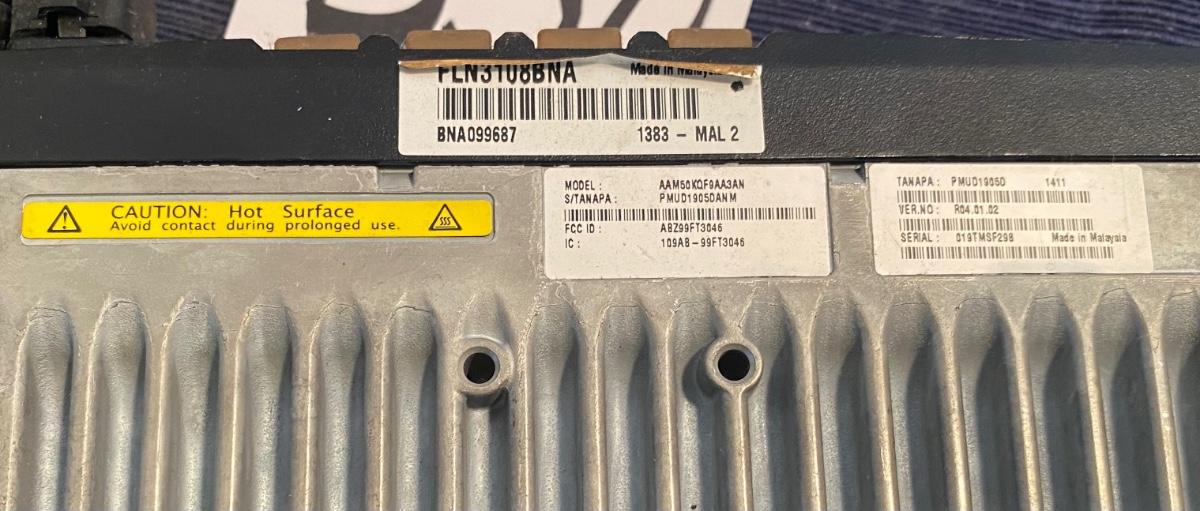 FLN3108BNA Made in Malaysia
BNA099687 1383 - MAL 2
CAUTION: Hot Surface
Avoid contact during prolonged use.
MODEL: AAM50KQF9AA3AN
S/TANAPA: PMUD1905DANM
FCC ID: ABZ99FT3046
IC: 109AB-99FT3046
TANAPA: PMUD1905D 1411
VER.NO: R04.01.02
SERIAL: 019TMSF298 Made in Malaysia